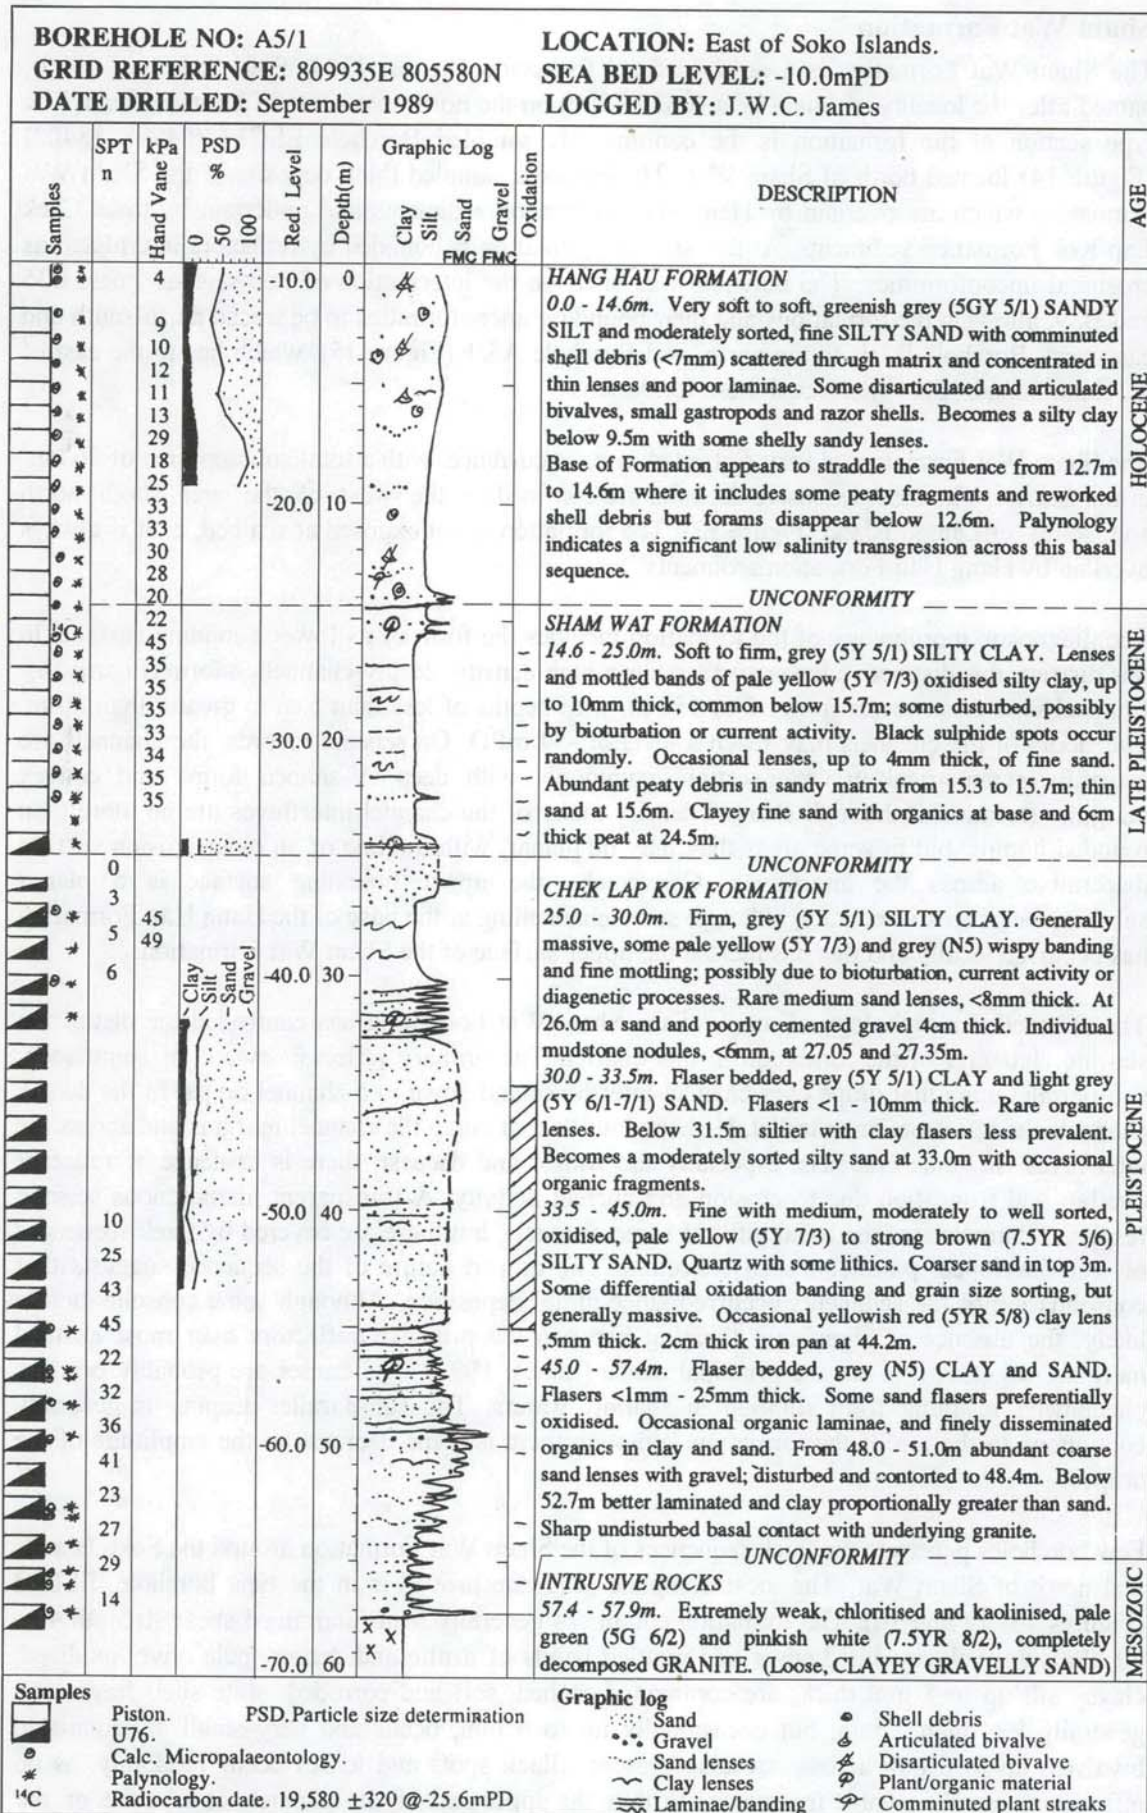 BOREHOLE NO: A5/1
GRID REFERENCE: 809935E 805580N
DATE DRILLED: September 1989
LOCATION: East of Soko Islands.
SEA BED LEVEL: -10.0mPD
LOGGED BY: J.W.C. James
Samples
SPT
n
kPa
Hand Vane
PSD
%
0
50
100
Red. Level
Depth(m)
Graphic Log
Clay
Silt
Sand
Gravel
FMC FMC
Oxidation
DESCRIPTION
AGE
4
9
10
12
11
13
29
18
25
33
33
30
28
20
22
45
35
35
35
33
34
35
35
0
3
5
6
45
49
10
25
43
45
22
32
36
41
23
27
29
14
14C
Clay
Silt
Sand
Gravel
-10.0 0
-20.0 10
-30.0 20
-40.0 30
-50.0 40
-60.0 50
-70.0 60
HANG HAU FORMATION
0.0 - 14.6m. Very soft to soft, greenish grey (5GY 5/1) SANDY
SILT and moderately sorted, fine SILTY SAND with comminuted
shell debris (<7mm) scattered through matrix and concentrated in
thin lenses and poor laminae. Some disarticulated and articulated
bivalves, small gastropods and razor shells. Becomes a silty clay
below 9.5m with some shelly sandy lenses.
Base of Formation appears to straddle the sequence from 12.7m
to 14.6m where it includes some peaty fragments and reworked
shell debris but forams disappear below 12.6m. Palynology
indicates a significant low salinity transgression across this basal
sequence.
UNCONFORMITY
SHAM WAT FORMATION
14.6 - 25.0m. Soft to firm, grey (5Y 5/1) SILTY CLAY. Lenses
and mottled bands of pale yellow (5Y 7/3) oxidised silty clay, up
to 10mm thick, common below 15.7m; some disturbed, possibly
by bioturbation or current activity. Black sulphide spots occur
randomly. Occasional lenses, up to 4mm thick, of fine sand.
Abundant peaty debris in sandy matrix from 15.3 to 15.7m; thin
sand at 15.6m. Clayey fine sand with organics at base and 6cm
thick peat at 24.5m.
UNCONFORMITY
CHEK LAP KOK FORMATION
25.0 - 30.0m. Firm, grey (5Y 5/1) SILTY CLAY. Generally
massive, some pale yellow (5Y 7/3) and grey (N5) wispy banding
and fine mottling; possibly due to bioturbation, current activity or
diagenetic processes. Rare medium sand lenses, <8mm thick. At
26.0m a sand and poorly cemented gravel 4cm thick. Individual
mudstone nodules, <6mm, at 27.05 and 27.35m.
30.0 - 33.5m. Flaser bedded, grey (5Y 5/1) CLAY and light grey
(5Y 6/1-7/1) SAND. Flasers <1 - 10mm thick. Rare organic
lenses. Below 31.5m siltier with clay flasers less prevalent.
Becomes a moderately sorted silty sand at 33.0m with occasional
organic fragments.
33.5 - 45.0m. Fine with medium, moderately to well sorted,
oxidised, pale yellow (5Y 7/3) to strong brown (7.5YR 5/6)
SILTY SAND. Quartz with some lithics. Coarser sand in top 3m.
Some differential oxidation banding and grain size sorting, but
generally massive. Occasional yellowish red (5YR 5/8) clay lens
,5mm thick. 2cm thick iron pan at 44.2m.
45.0 - 57.4m. Flaser bedded, grey (N5) CLAY and SAND.
Flasers <1mm - 25mm thick. Some sand flasers preferentially
oxidised. Occasional organic laminae, and finely disseminated
organics in clay and sand. From 48.0 - 51.0m abundant coarse
sand lenses with gravel; disturbed and contorted to 48.4m. Below
52.7m better laminated and clay proportionally greater than sand.
Sharp undisturbed basal contact with underlying granite.
UNCONFORMITY
INTRUSIVE ROCKS
57.4 - 57.9m. Extremely weak, chloritised and kaolinised, pale
green (5G 6/2) and pinkish white (7.5YR 8/2), completely
decomposed GRANITE. (Loose, CLAYEY GRAVELLY SAND)
HOLOCENE
LATE PLEISTOCENE
PLEISTOCENE
MESOZOIC
Samples
Piston.
U76.
Calc. Micropalaeontology.
Palynology.
14C Radiocarbon date. 19,580 ±320 @-25.6mPD
PSD. Particle size determination
Graphic log
Sand
Gravel
Sand lenses
Clay lenses
Laminae/banding
Shell debris
Articulated bivalve
Disarticulated bivalve
Plant/organic material
Comminuted plant streaks